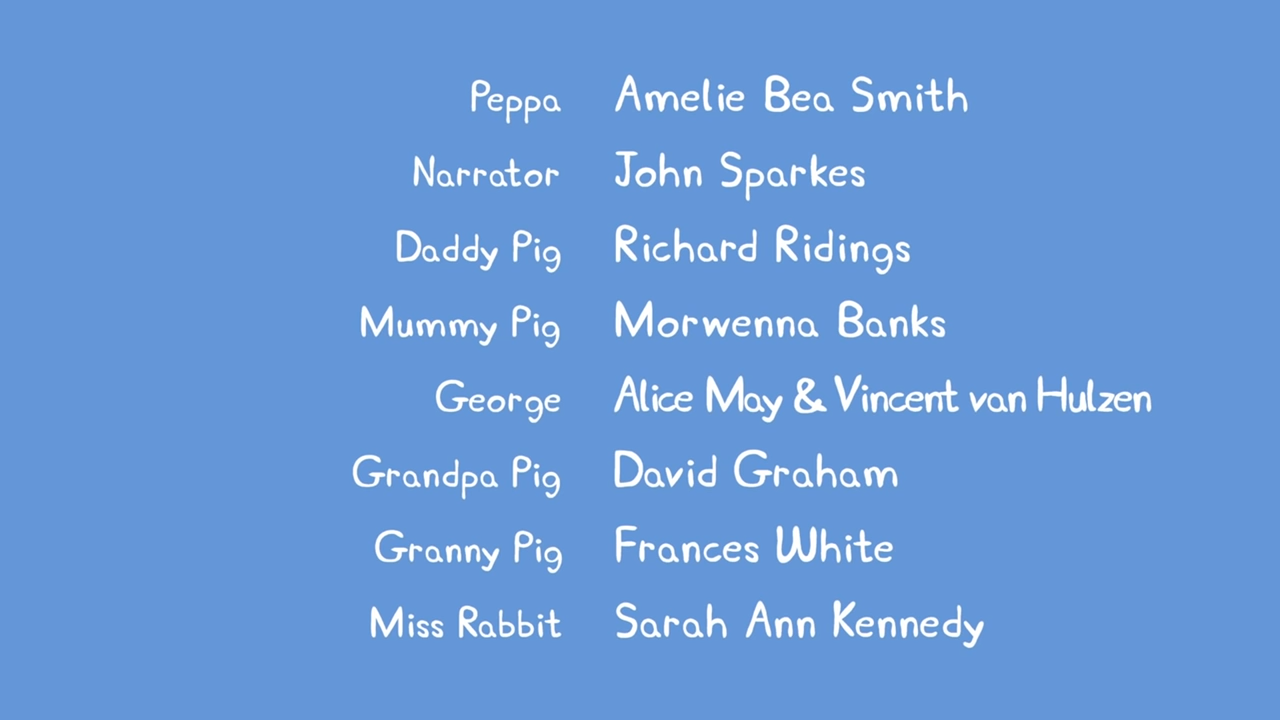 Peppa Amelie Bea Smith
Narrator John Sparkes
Daddy Pig Richard Ridings
Mummy Pig Morwenna Banks
George Alice May & Vincent van Hulzen
Grandpa Pig David Graham
Granny Pig Frances White
Miss Rabbit Sarah Ann Kennedy